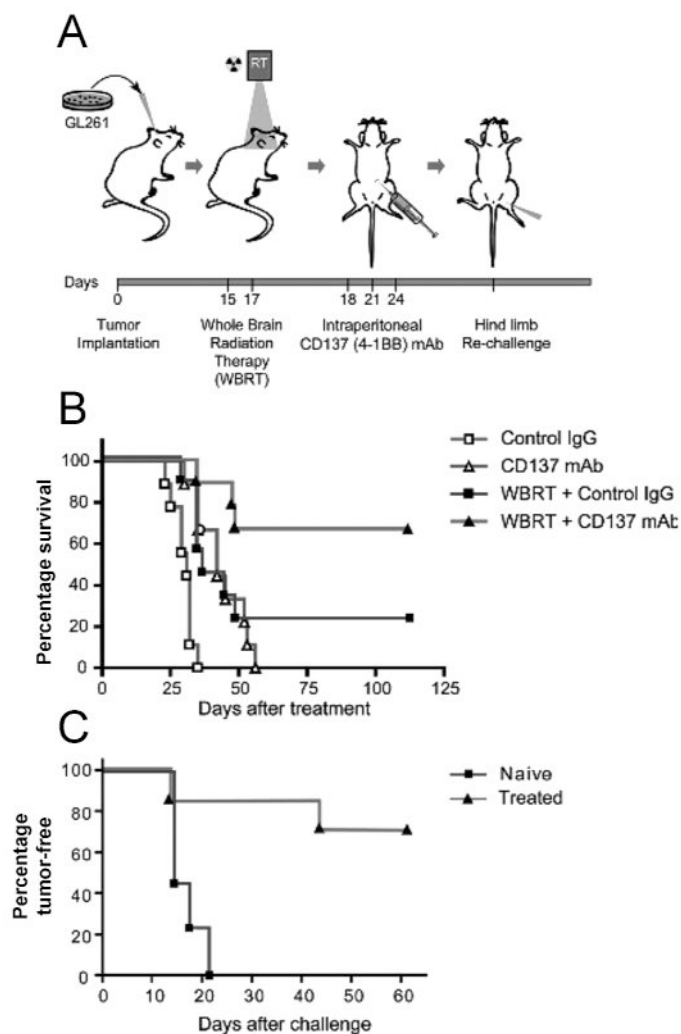 A
RT
GL261
Days
0
15 17
18 21 24
Tumor
Implantation
Whole Brain
Radiation
Therapy
(WBRT)
Intraperitoneal
CD137 (4-1BB) mAb
Hind limb
Re-challenge
B
Percentage survival
100
80
60
40
20
0
0 25 50 75 100 125
Days after treatment
Control IgG
CD137 mAb
WBRT + Control IgG
WBRT + CD137 mAb
C
Percentage
tumor-free
100
80
60
40
20
0
0 10 20 30 40 50 60
Days after challenge
Naive
Treated